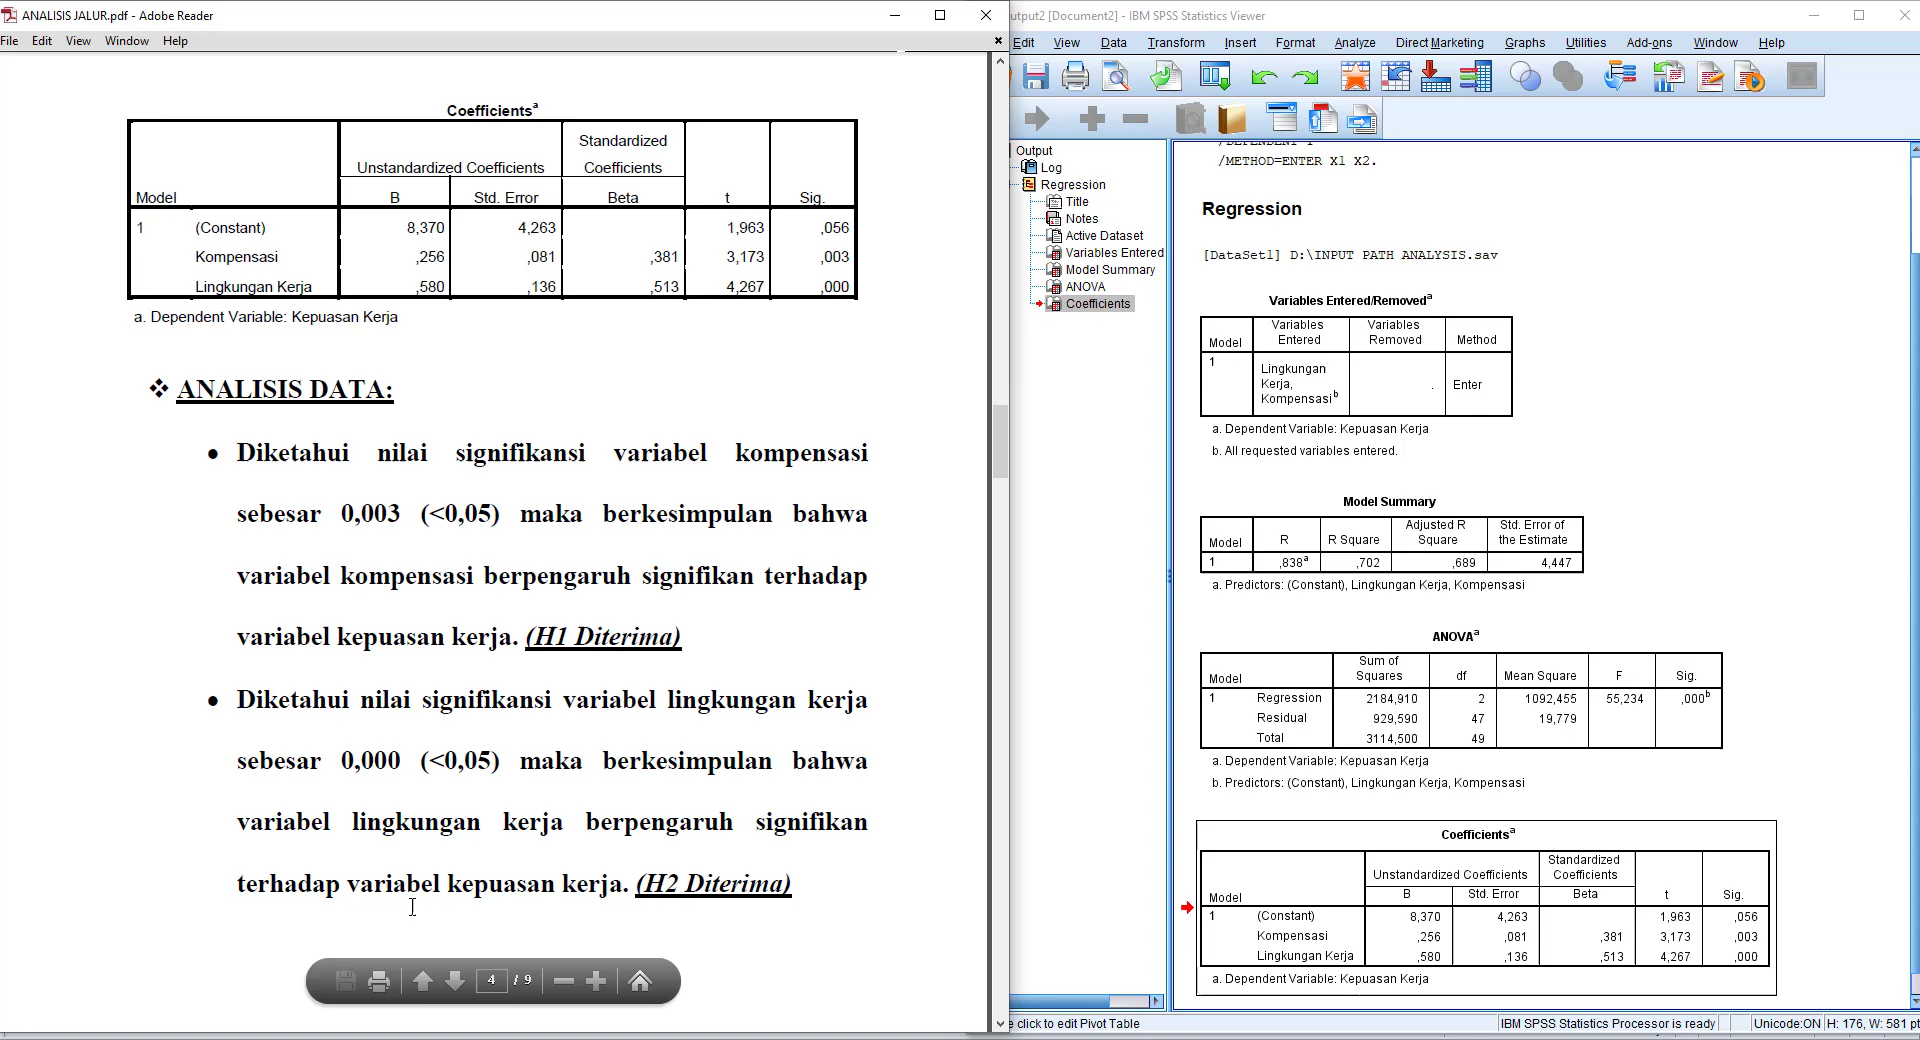 ANALISIS JALUR.pdf - Adobe Reader
File Edit View Window Help
Coefficientsa
Standardized
Unstandardized Coefficients Coefficients
Model B Std. Error Beta t Sig.
1 (Constant) 8,370 4,263 1,963 ,056
Kompensasi ,256 ,081 ,381 3,173 ,003
Lingkungan Kerja ,580 ,136 ,513 4,267 ,000
a. Dependent Variable: Kepuasan Kerja
❖ ANALISIS DATA:
• Diketahui nilai signifikansi variabel kompensasi
sebesar 0,003 (<0,05) maka berkesimpulan bahwa
variabel kompensasi berpengaruh signifikan terhadap
variabel kepuasan kerja. (H1 Diterima)
• Diketahui nilai signifikansi variabel lingkungan kerja
sebesar 0,000 (<0,05) maka berkesimpulan bahwa
variabel lingkungan kerja berpengaruh signifikan
terhadap variabel kepuasan kerja. (H2 Diterima)
4 / 9
utput2 [Document2] - IBM SPSS Statistics Viewer
Edit View Data Transform Insert Format Analyze Direct Marketing Graphs Utilities Add-ons Window Help
Output
Log
Regression
Title
Notes
Active Dataset
Variables Entered
Model Summary
ANOVA
Coefficients
/METHOD=ENTER X1 X2.
Regression
[DataSet1] D:\INPUT PATH ANALYSIS.sav
Variables Entered/Removeda
Variables Variables
Model Entered Removed Method
1 Lingkungan
Kerja,
Kompensasib . Enter
a. Dependent Variable: Kepuasan Kerja
b. All requested variables entered.
Model Summary
Adjusted R Std. Error of
Model R R Square Square the Estimate
1 ,838a ,702 ,689 4,447
a. Predictors: (Constant), Lingkungan Kerja, Kompensasi
ANOVAa
Sum of
Model Squares df Mean Square F Sig.
1 Regression 2184,910 2 1092,455 55,234 ,000b
Residual 929,590 47 19,779
Total 3114,500 49
a. Dependent Variable: Kepuasan Kerja
b. Predictors: (Constant), Lingkungan Kerja, Kompensasi
Coefficientsa
Standardized
Unstandardized Coefficients Coefficients
Model B Std. Error Beta t Sig.
1 (Constant) 8,370 4,263 1,963 ,056
Kompensasi ,256 ,081 ,381 3,173 ,003
Lingkungan Kerja ,580 ,136 ,513 4,267 ,000
a. Dependent Variable: Kepuasan Kerja
click to edit Pivot Table
IBM SPSS Statistics Processor is ready Unicode:ON H: 176, W: 581 pt